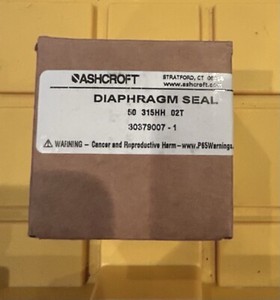 ASHCROFT
STRATFORD, CT
www.ashcroft.com
DIAPHRAGM SEAL
50 315HH 02T
30379007-1
⚠ WARNING - Cancer and Reproductive Harm - www.P65Warnings.